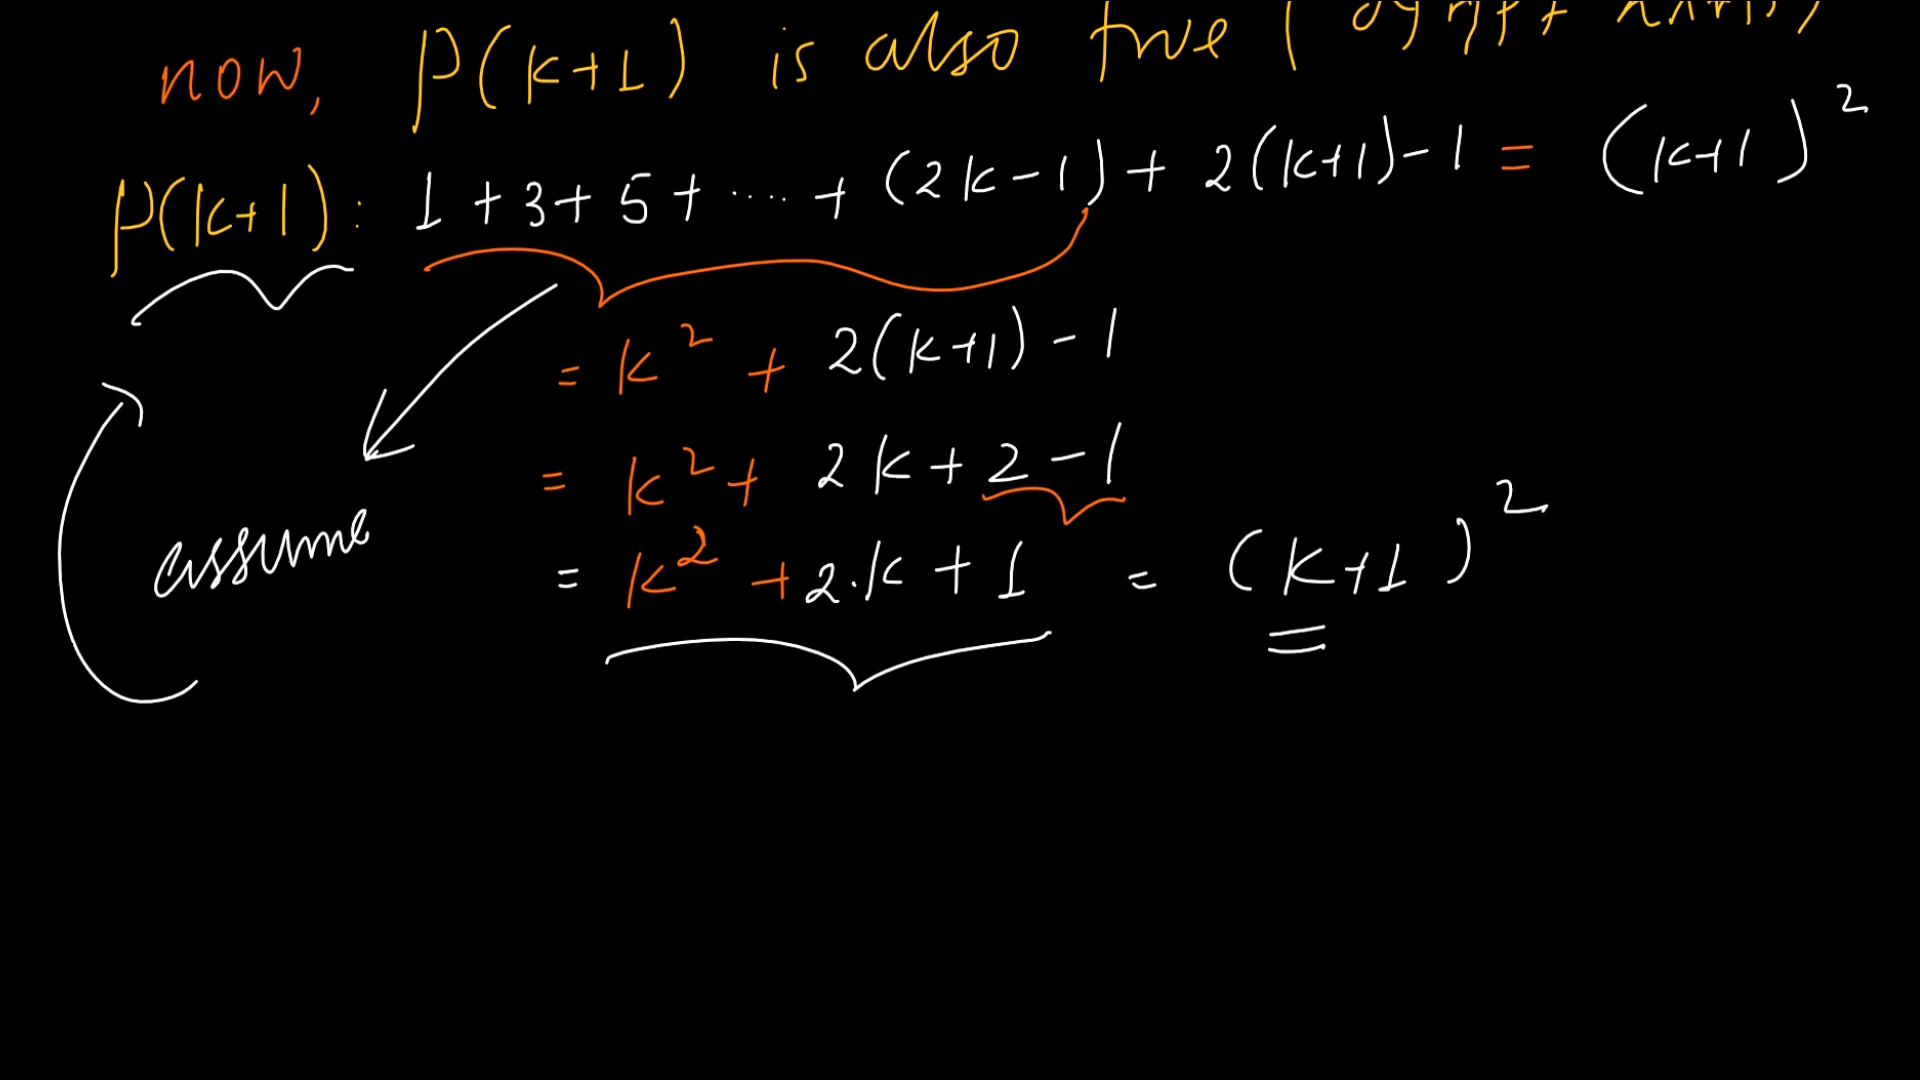 now, P(k+1) is also true (
P(k+1): 1 + 3 + 5 + ..... + (2k-1) + 2(k+1)-1 = (k+1)²
= k² + 2(k+1) - 1
= k² + 2k + 2 - 1
assume
= k² + 2.k + 1 = (k+1)²